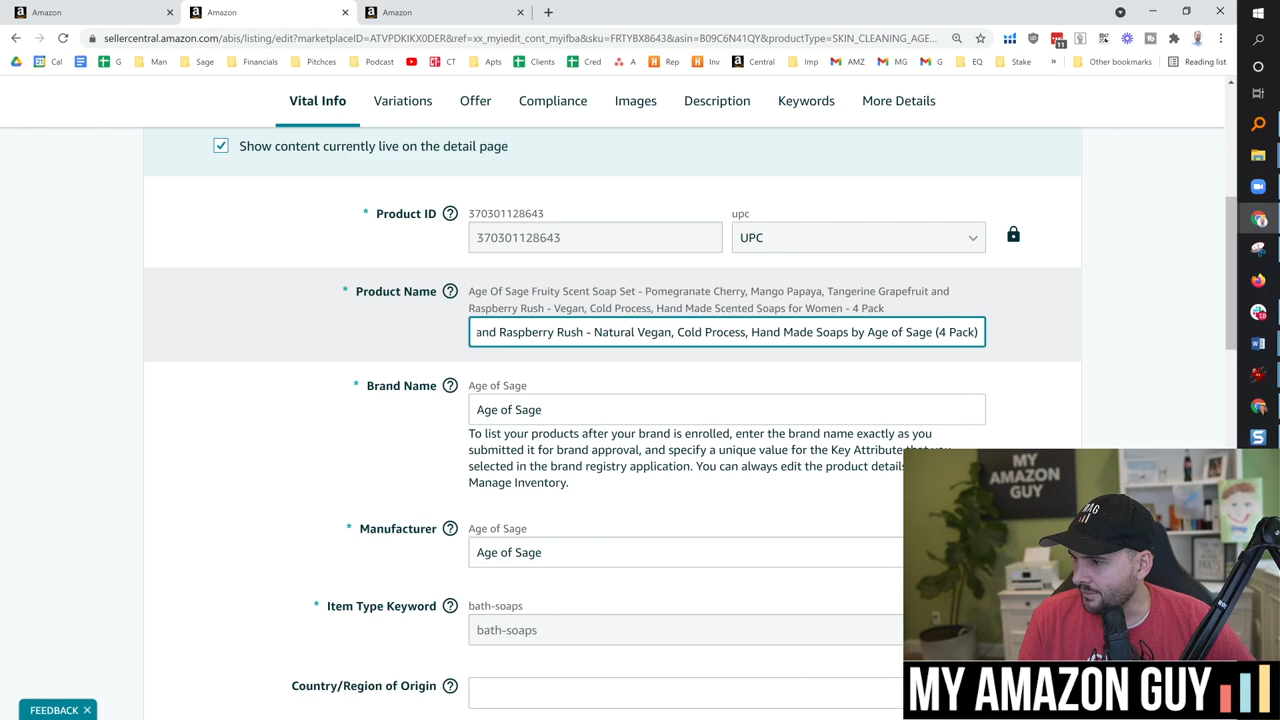 Amazon
Amazon
Amazon
sellercentral.amazon.com/abis/listing/edit?marketplaceID=ATVPDKIKX0DER&ref=xx_myiedit_cont_myifba&sku=FRTYBX8643&asin=B09C6N41QY&productType=SKIN_CLEANING_AGE...
11
Cal
G
Man
Sage
Financials
Pitchces
Podcast
CT
Apts
Clients
Cred
A
Rep
Inv
Central
Imp
AMZ
MG
G
EQ
Stake
»
Other bookmarks
Reading list
Vital Info
Variations
Offer
Compliance
Images
Description
Keywords
More Details
Show content currently live on the detail page
* Product ID
370301128643
upc
370301128643
UPC
* Product Name
Age Of Sage Fruity Scent Soap Set - Pomegranate Cherry, Mango Papaya, Tangerine Grapefruit and
Raspberry Rush - Vegan, Cold Process, Hand Made Scented Soaps for Women - 4 Pack
and Raspberry Rush - Natural Vegan, Cold Process, Hand Made Soaps by Age of Sage (4 Pack)
* Brand Name
Age of Sage
Age of Sage
To list your products after your brand is enrolled, enter the brand name exactly as you
submitted it for brand approval, and specify a unique value for the Key Attribute that you
selected in the brand registry application. You can always edit the product details
Manage Inventory.
* Manufacturer
Age of Sage
Age of Sage
* Item Type Keyword
bath-soaps
bath-soaps
Country/Region of Origin
FEEDBACK
MY
AMAZON
GUY
MY AMAZON GUY